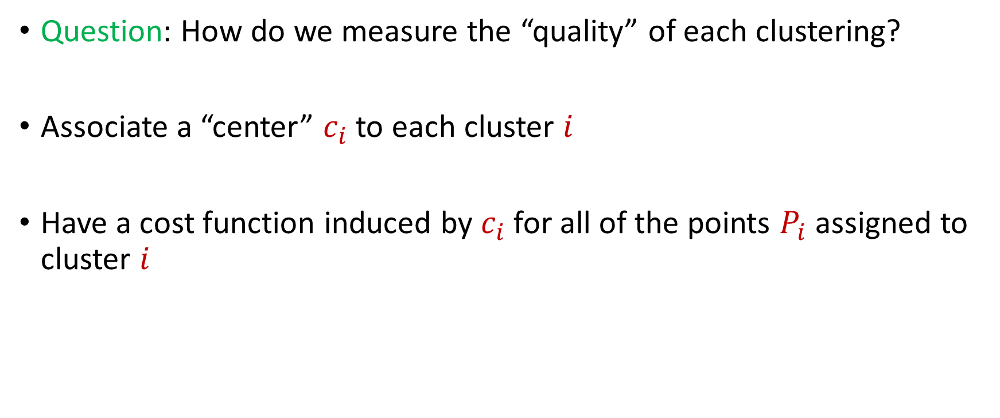 • Question: How do we measure the “quality” of each clustering?
• Associate a “center” $c_i$ to each cluster $i$
• Have a cost function induced by $c_i$ for all of the points $P_i$ assigned to
cluster $i$